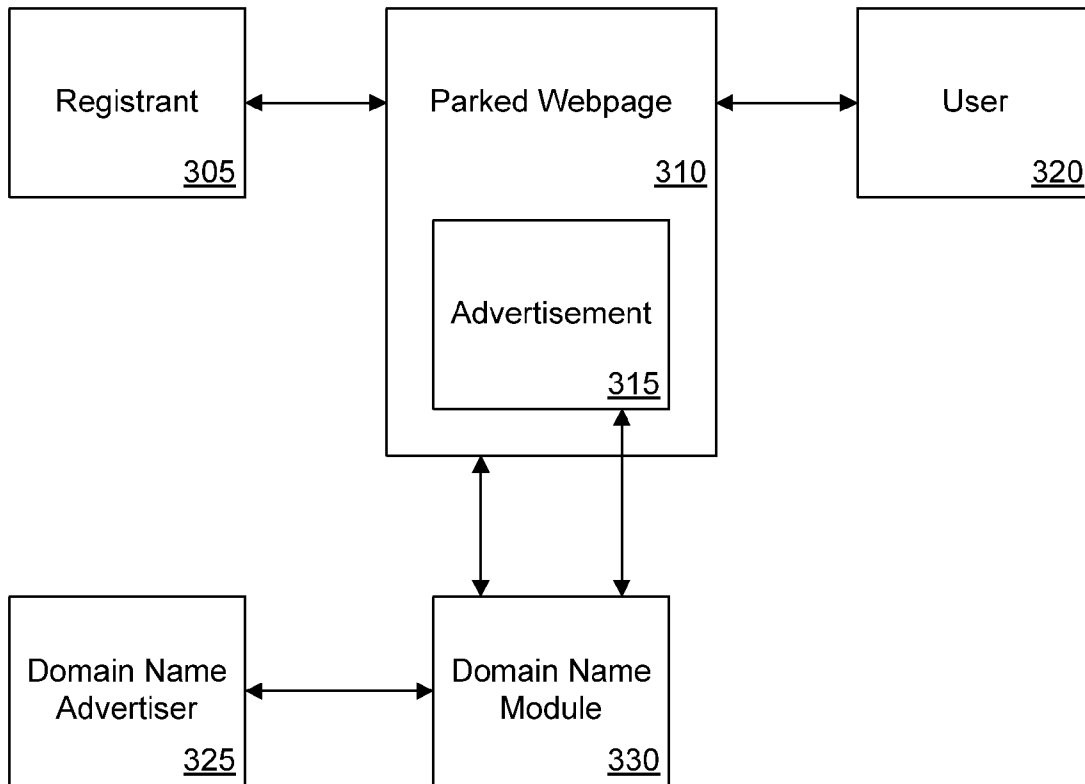 Registrant
305
Parked Webpage
310
User
320
Advertisement
315
Domain Name
Advertiser
325
Domain Name
Module
330